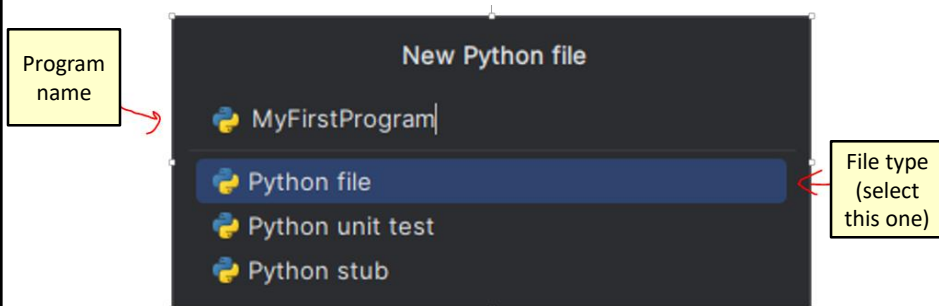 New Python file
Program
name
MyFirstProgram
Python file
File type
(select
this one)
Python unit test
Python stub